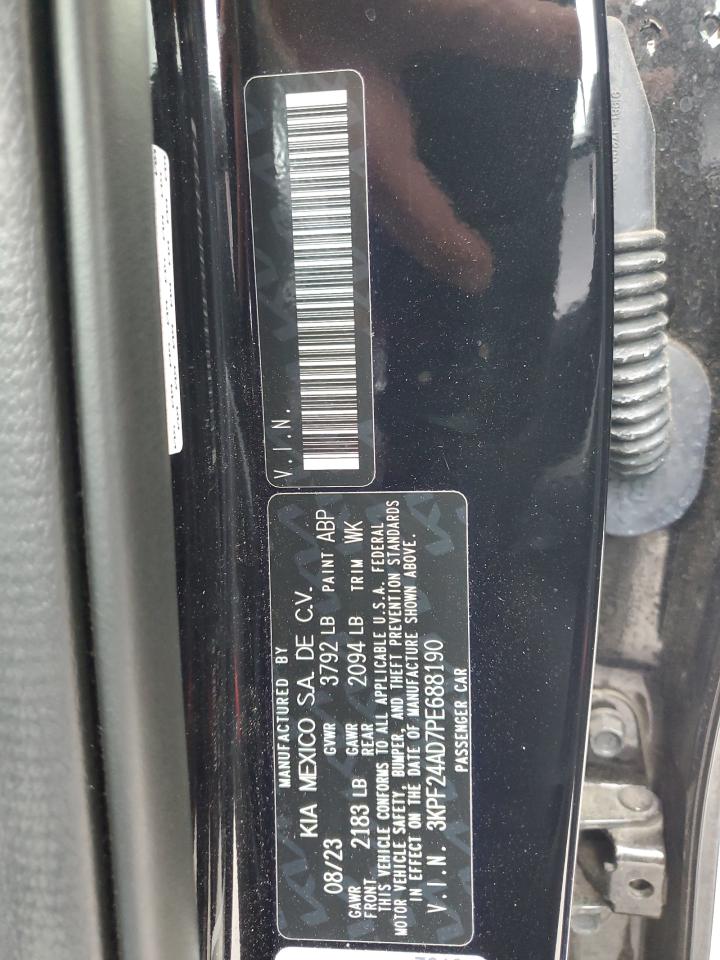 MANUFACTURED BY
KIA MEXICO S.A. DE C.V.
08/23 GVWR 3792 LB PAINT ABP
GAWR FRONT 2183 LB GAWR REAR 2094 LB TRIM WK
THIS VEHICLE CONFORMS TO ALL APPLICABLE U.S.A. FEDERAL
MOTOR VEHICLE SAFETY, BUMPER, AND THEFT PREVENTION STANDARDS
IN EFFECT ON THE DATE OF MANUFACTURE SHOWN ABOVE.
V.I.N. 3KPF24AD7PE688190
PASSENGER CAR
V.I.N.